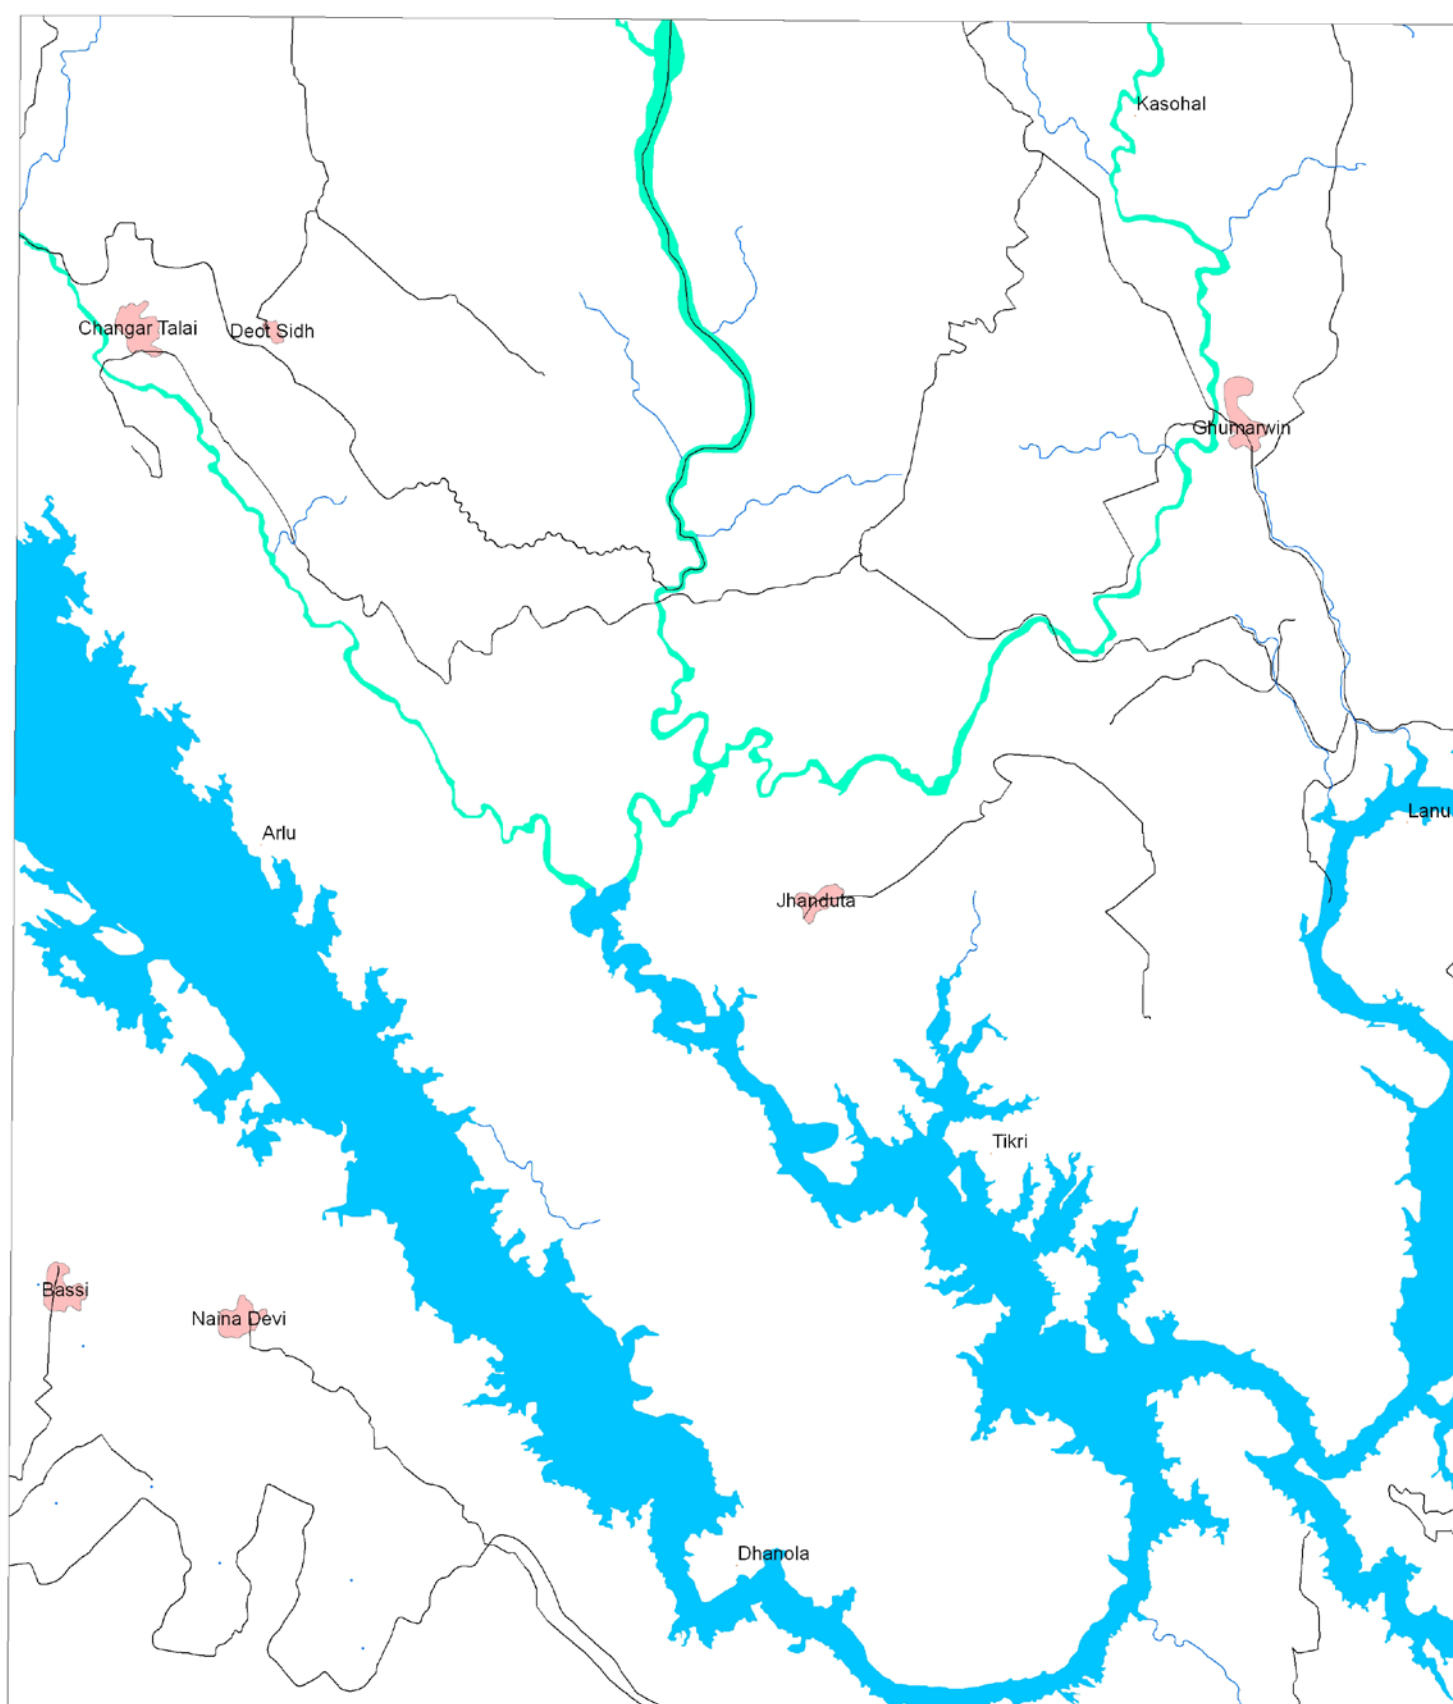 Kasohal
Changar Talai
Deot Sidh
Ghumarwin
Lanu
Arlu
Jhanduta
Tikri
Bassi
Naina Devi
Dhanola